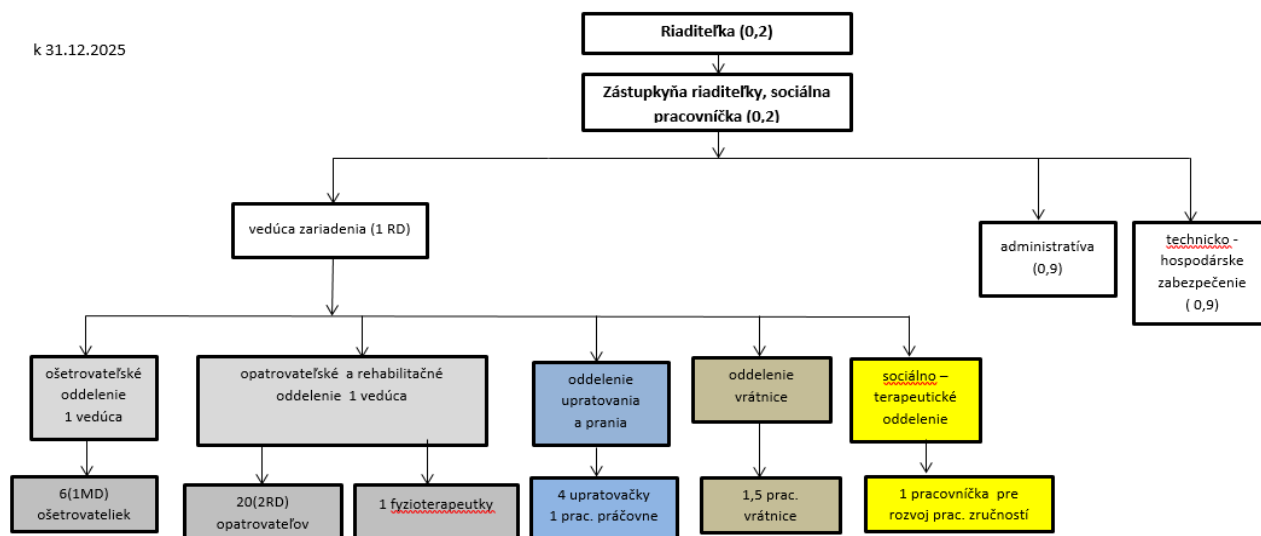 k 31.12.2025
Riaditeľka (0,2)
Zástupkyňa riaditeľky, sociálna
pracovníčka (0,2)
vedúca zariadenia (1 RD)
administratíva
(0,9)
technicko -
hospodárske
zabezpečenie
( 0,9)
ošetrovateľské
oddelenie
1 vedúca
opatrovateľské a rehabilitačné
oddelenie 1 vedúca
oddelenie
upratovania
a prania
oddelenie
vrátnice
sociálno –
terapeutické
oddelenie
6(1MD)
ošetrovateliek
20(2RD)
opatrovateľov
1 fyzioterapeutky
4 upratovačky
1 prac. práčovne
1,5 prac.
vrátnice
1 pracovníčka pre
rozvoj prac. zručností